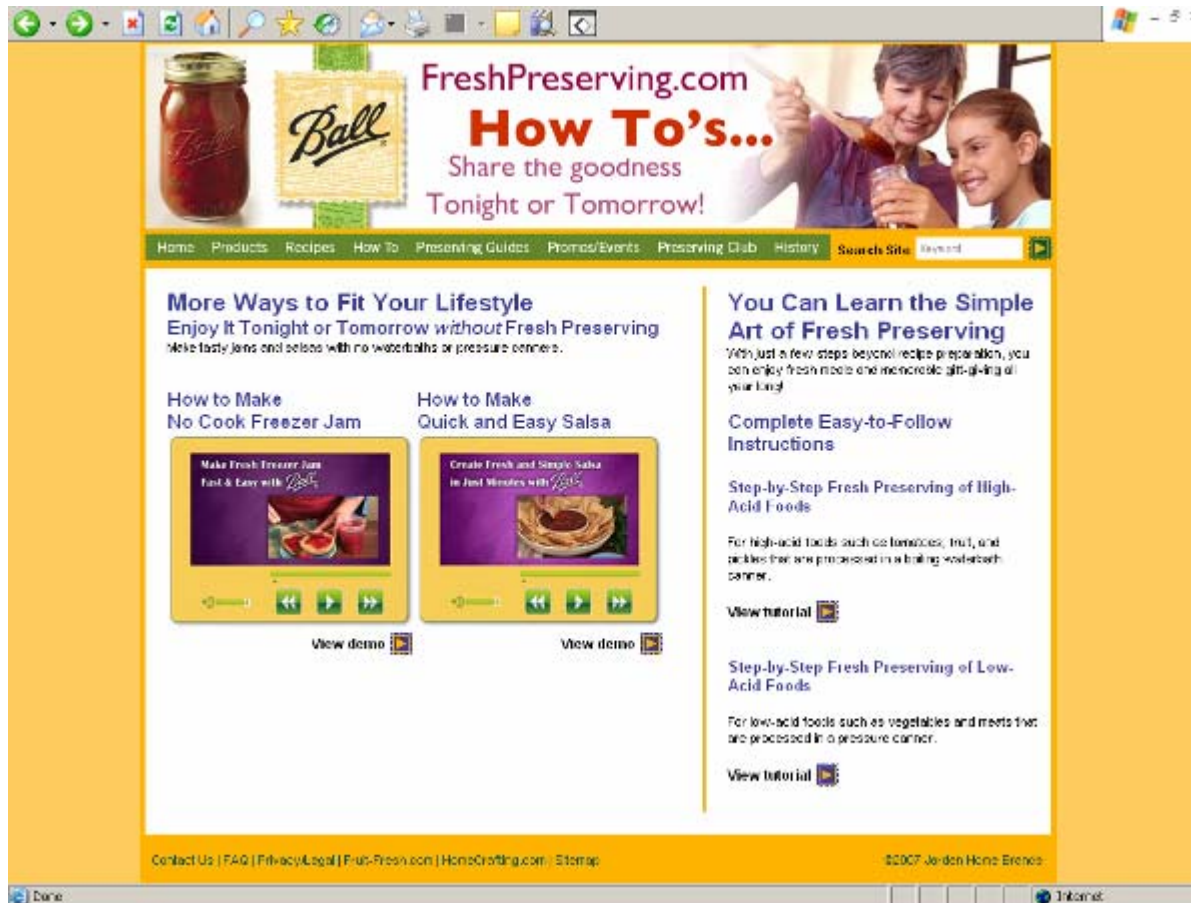 Ball
Ball
FreshPreserving.com
How To's...
Share the goodness
Tonight or Tomorrow!
Home Products Recipes How To Preserving Guides Promos/Events Preserving Club History Search Site Keyword
More Ways to Fit Your Lifestyle
Enjoy It Tonight or Tomorrow without Fresh Preserving
Make tasty jams and salsas with no waterbaths or pressure canners.
How to Make
No Cook Freezer Jam
Make Fresh Freezer Jam
Fast & Easy with Ball
View demo
How to Make
Quick and Easy Salsa
Create Fresh and Simple Salsa
in Just Minutes with Ball
View demo
You Can Learn the Simple
Art of Fresh Preserving
With just a few steps beyond recipe preparation, you
can enjoy fresh meals and memorable gift-giving all
year long!
Complete Easy-to-Follow
Instructions
Step-by-Step Fresh Preserving of High-
Acid Foods
For high-acid foods such as tomatoes, fruit, and
pickles that are processed in a boiling waterbath
canner.
View tutorial
Step-by-Step Fresh Preserving of Low-
Acid Foods
For low-acid foods such as vegetables and meats that
are processed in a pressure canner.
View tutorial
Contact Us | FAQ | Privacy/Legal | Fruit-Fresh.com | HomeCrafting.com | Sitemap
©2007 Jarden Home Brands
Done
Internet